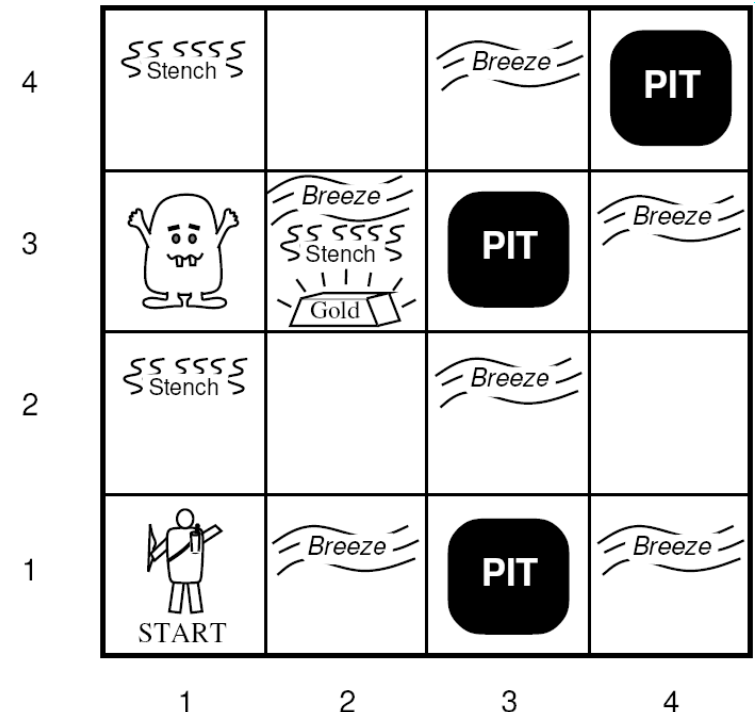 4
Stench
Breeze
PIT
3
Breeze
Stench
Gold
PIT
Breeze
2
Stench
Breeze
1
START
Breeze
PIT
Breeze
1 2 3 4